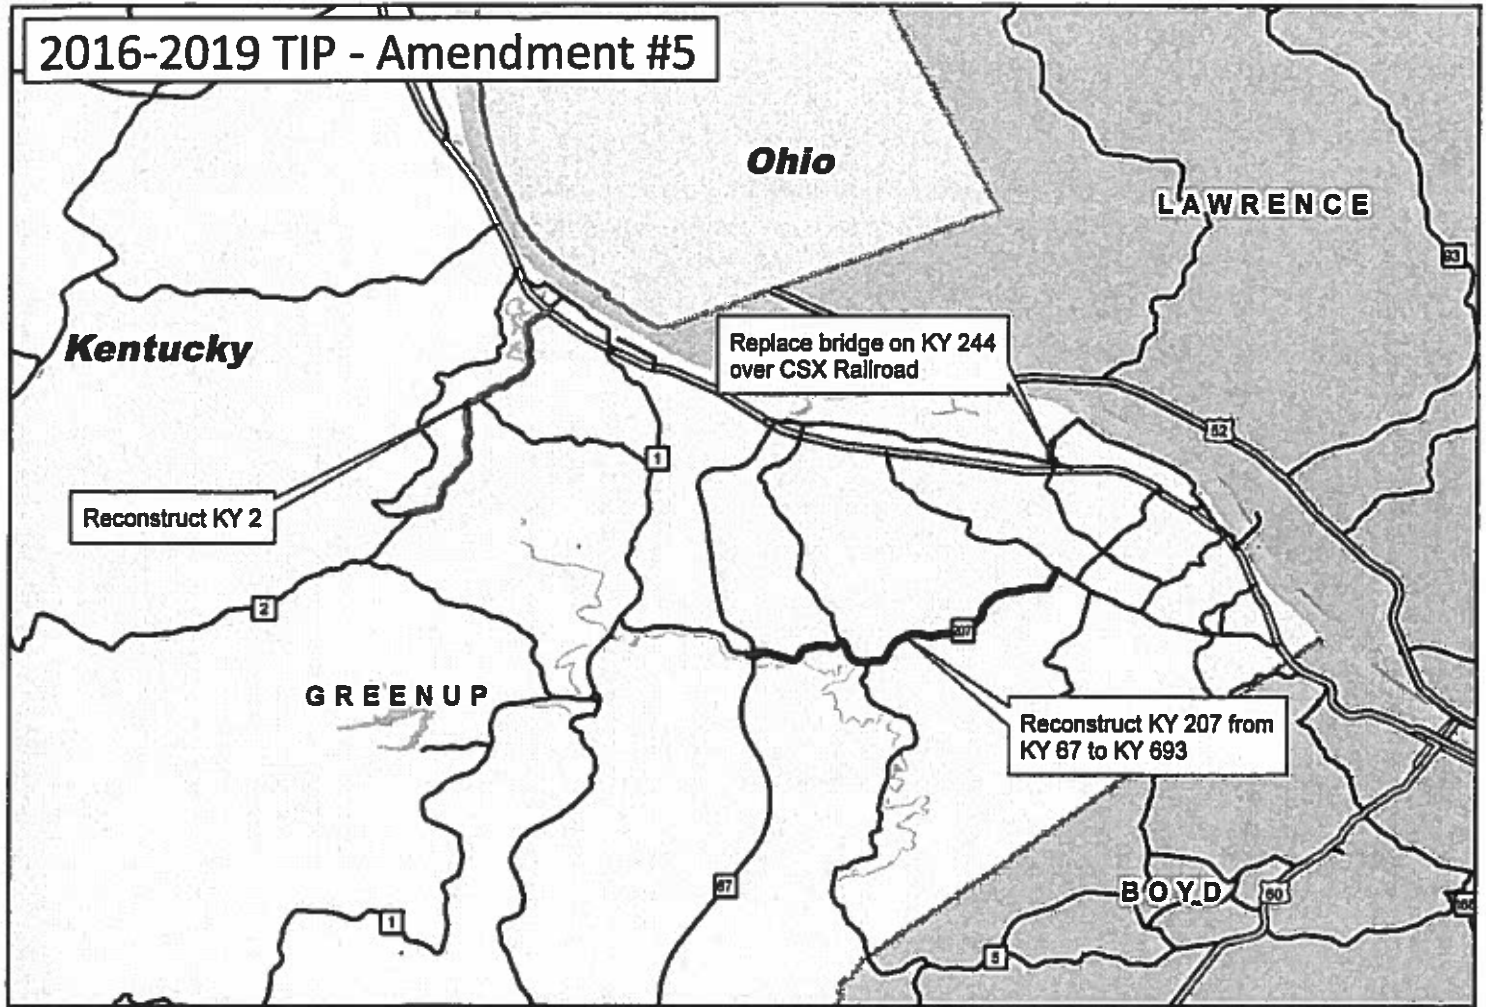 2016-2019 TIP - Amendment #5
Ohio
LAWRENCE
93
Kentucky
Replace bridge on KY 244
over CSX Railroad
52
1
Reconstruct KY 2
2
207
GREENUP
Reconstruct KY 207 from
KY 67 to KY 693
67
BOYD
60
1
5